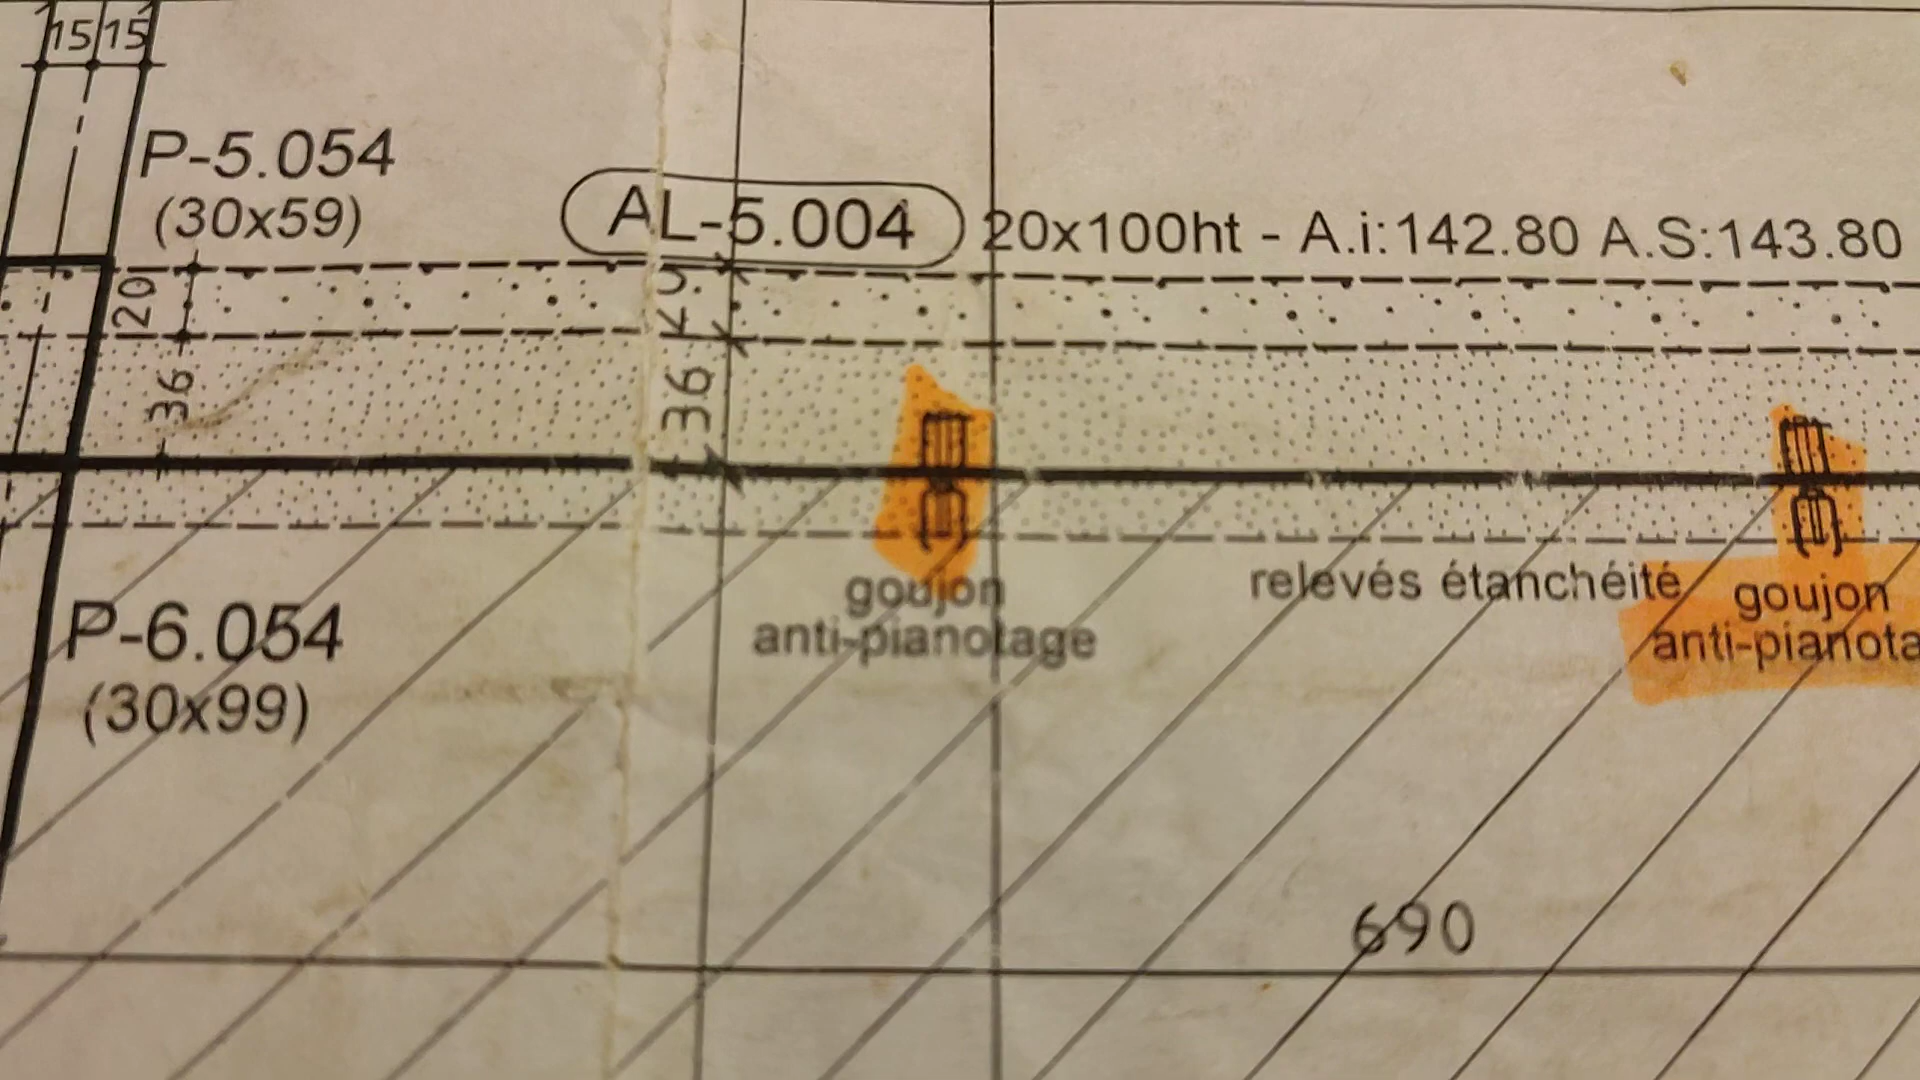 15 15
P-5.054
(30x59)
AL-5.004 20x100ht - A.i:142.80 A.S:143.80
20
36
36
goujon
anti-pianotage
relevés étanchéité
goujon
anti-pianota
P-6.054
(30x99)
690